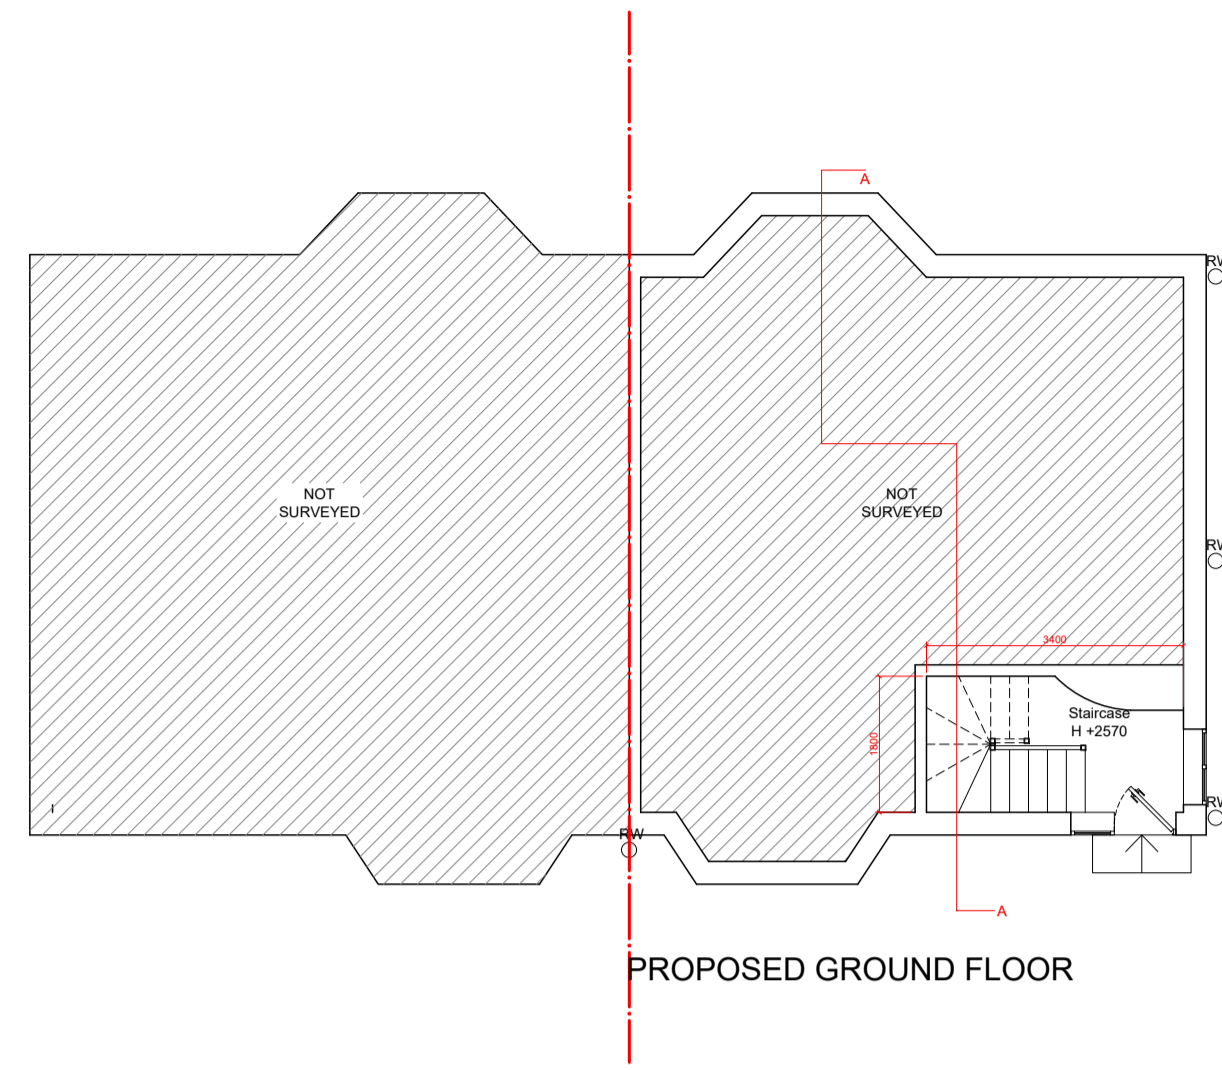 A
RW
NOT
SURVEYED
NOT
SURVEYED
RW
3400
Staircase
H +2570
1800
RW
RW
A
PROPOSED GROUND FLOOR